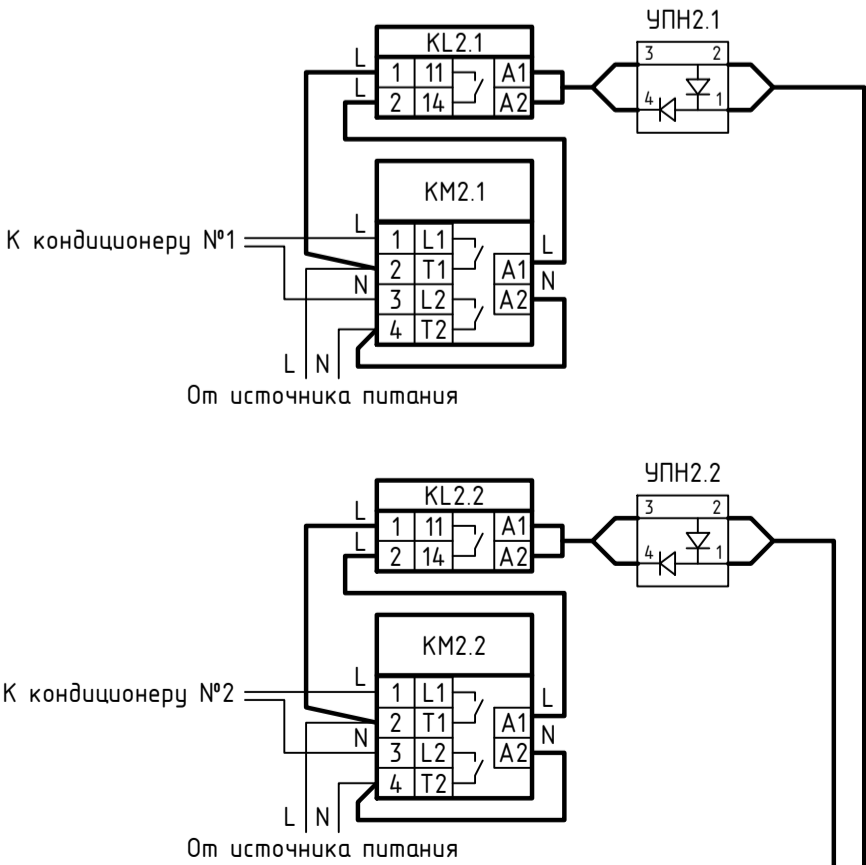 УПН2.1
KL2.1
L
1 11 A1
L
2 14 A2
3 2
4 1
КМ2.1
К кондиционеру №1
L
1 L1
L
2 T1 A1
N
N
3 L2 A2
4 T2
L N
От источника питания
УПН2.2
KL2.2
L
1 11 A1
L
2 14 A2
3 2
4 1
КМ2.2
К кондиционеру №2
L
1 L1
L
2 T1 A1
N
N
3 L2 A2
4 T2
L N
От источника питания